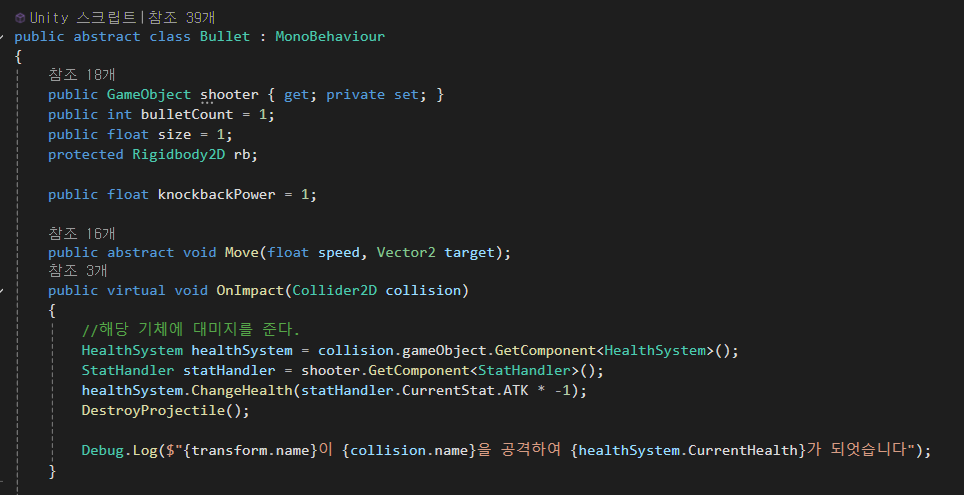 Unity 스크립트|참조 39개
public abstract class Bullet : MonoBehaviour
{
참조 18개
public GameObject shooter { get; private set; }
public int bulletCount = 1;
public float size = 1;
protected Rigidbody2D rb;
public float knockbackPower = 1;
참조 16개
public abstract void Move(float speed, Vector2 target);
참조 3개
public virtual void OnImpact(Collider2D collision)
{
//해당 기체에 대미지를 준다.
HealthSystem healthSystem = collision.gameObject.GetComponent<HealthSystem>();
StatHandler statHandler = shooter.GetComponent<StatHandler>();
healthSystem.ChangeHealth(statHandler.CurrentStat.ATK * -1);
DestroyProjectile();
Debug.Log($"{transform.name}이 {collision.name}을 공격하여 {healthSystem.CurrentHealth}가 되엇습니다");
}